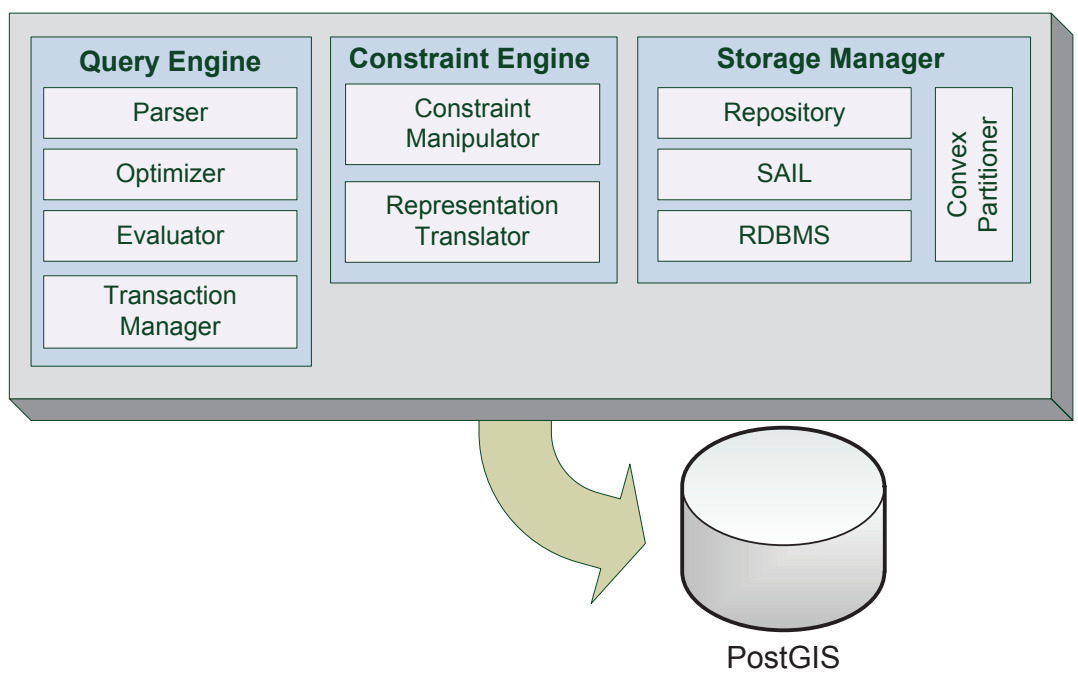 Query Engine
Parser
Optimizer
Evaluator
Transaction
Manager
Constraint Engine
Constraint
Manipulator
Representation
Translator
Storage Manager
Repository
SAIL
RDBMS
Convex
Partitioner
PostGIS